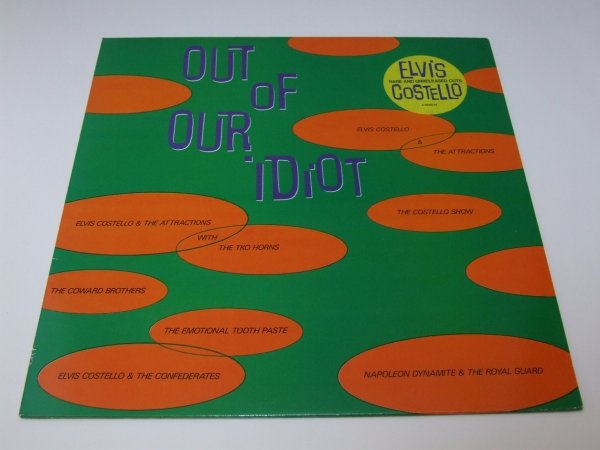 OUT
OF
OUR
IDIOT
ELVIS
RARE AND UNRELEASED CUTS
COSTELLO
ELVIS COSTELLO
&
THE ATTRACTIONS
THE COSTELLO SHOW
ELVIS COSTELLO & THE ATTRACTIONS
WITH
THE TKO HORNS
THE COWARD BROTHERS
THE EMOTIONAL TOOTH PASTE
ELVIS COSTELLO & THE CONFEDERATES
NAPOLEON DYNAMITE & THE ROYAL GUARD